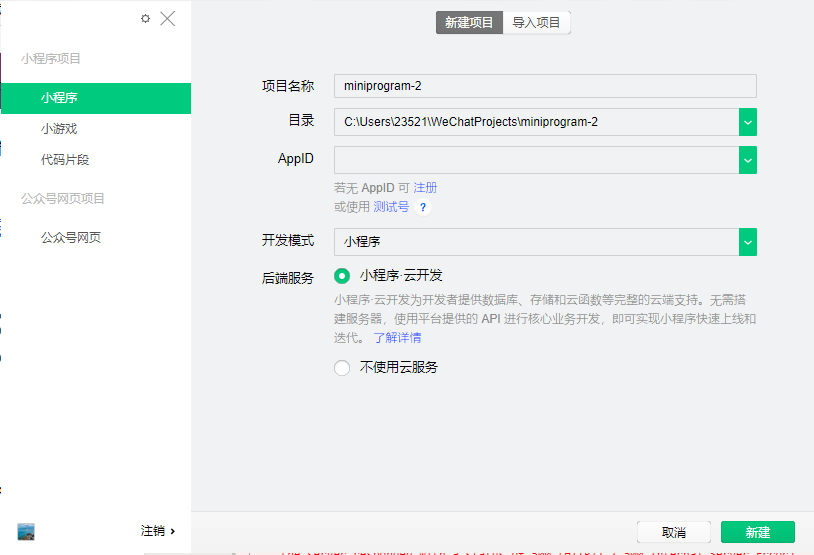 新建项目 导入项目
小程序项目
小程序
小游戏
代码片段
公众号网页项目
公众号网页
注销
项目名称 miniprogram-2
目录 C:\Users\23521\WeChatProjects\miniprogram-2
AppID
若无 AppID 可 注册
或使用 测试号 ?
开发模式 小程序
后端服务 小程序·云开发
小程序·云开发为开发者提供数据库、存储和云函数等完整的云端支持。无需搭
建服务器，使用平台提供的 API 进行核心业务开发，即可实现小程序快速上线和
迭代。 了解详情
不使用云服务
取消 新建